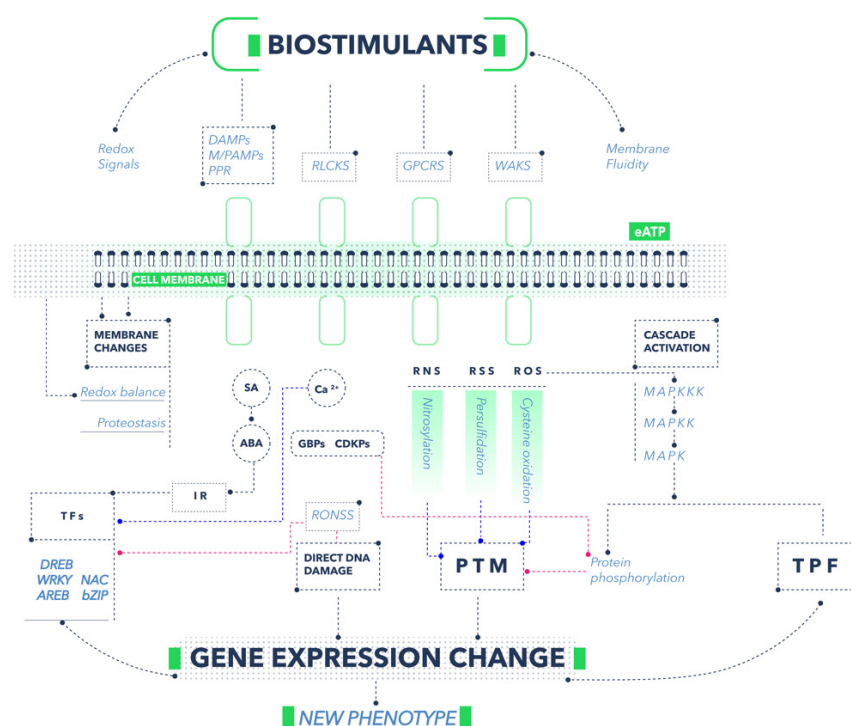 BIOSTIMULANTS
Redox
Signals
DAMPs
M/PAMPs
PPR
RLCKS
GPCRS
WAKS
Membrane
Fluidity
eATP
CELL MEMBRANE
MEMBRANE
CHANGES
Redox balance
Proteostasis
SA
ABA
Ca 2+
GBPs CDKPs
RNS RSS ROS
Nitrosylation
Persulfidation
Cysteine oxidation
CASCADE
ACTIVATION
MAPKKK
MAPKK
MAPK
IR
TFs
DREB
WRKY NAC
AREB bZIP
RONSS
DIRECT DNA
DAMAGE
PTM
Protein
phosphorylation
TPF
GENE EXPRESSION CHANGE
NEW PHENOTYPE